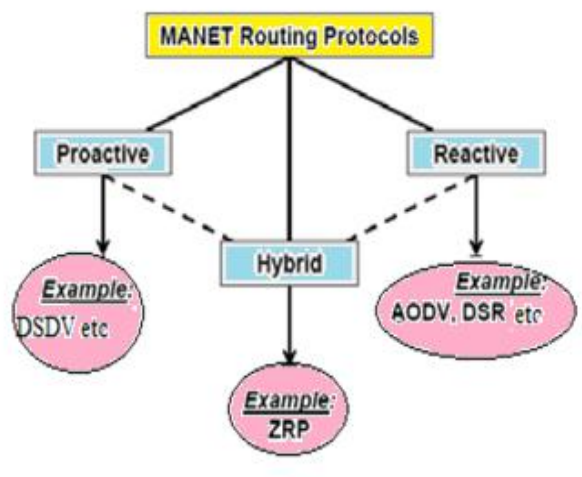 MANET Routing Protocols
Proactive
Reactive
Hybrid
Example:
DSDV etc
Example:
AODV, DSR etc
Example:
ZRP